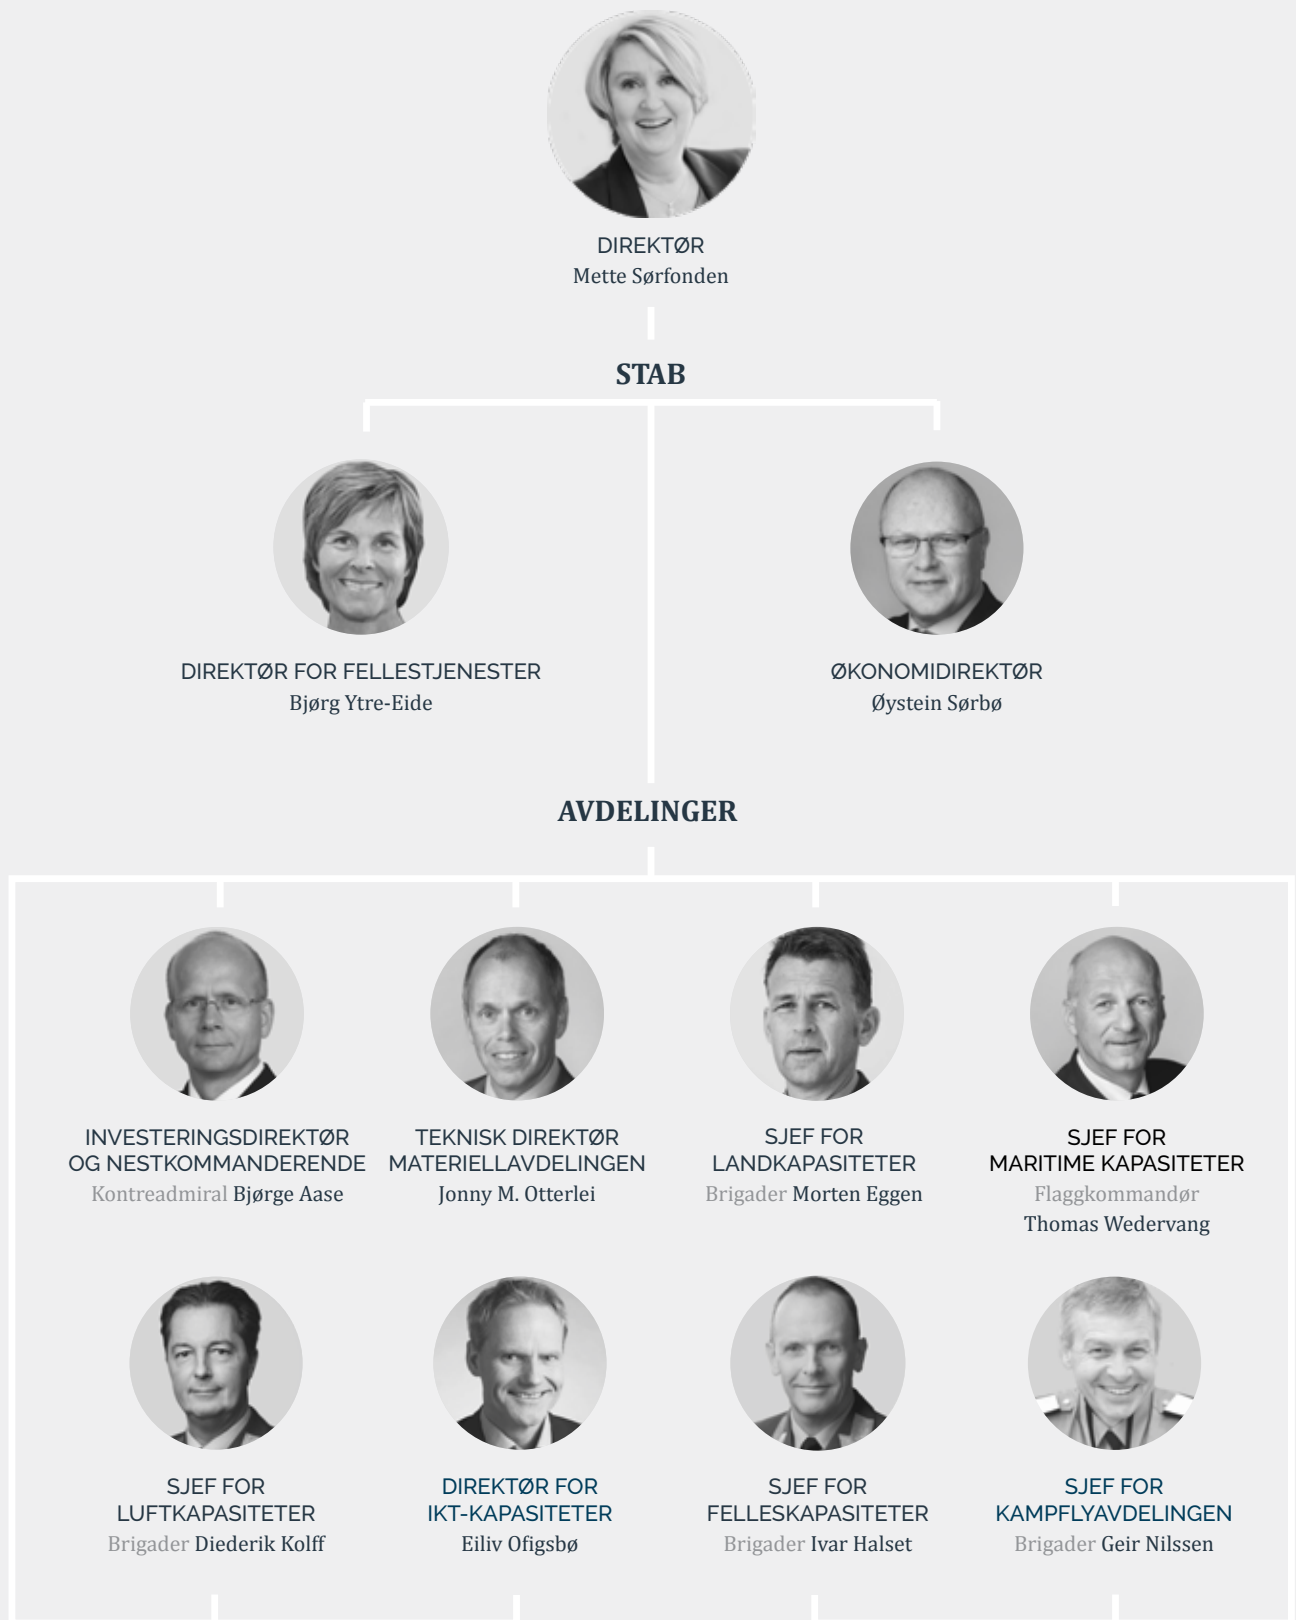 DIREKTØR
Mette Sørfonden
STAB
DIREKTØR FOR FELLESTJENESTER
Bjørg Ytre-Eide
ØKONOMIDIREKTØR
Øystein Sørbø
AVDELINGER
INVESTERINGSDIREKTØR
OG NESTKOMMANDERENDE
Kontreadmiral Bjørge Aase
TEKNISK DIREKTØR
MATERIELLAVDELINGEN
Jonny M. Otterlei
SJEF FOR
LANDKAPASITETER
Brigader Morten Eggen
SJEF FOR
MARITIME KAPASITETER
Flaggkommandør
Thomas Wedervang
SJEF FOR
LUFTKAPASITETER
Brigader Diederik Kolff
DIREKTØR FOR
IKT-KAPASITETER
Eiliv Ofigsbø
SJEF FOR
FELLESKAPASITETER
Brigader Ivar Halset
SJEF FOR
KAMPFLYAVDELINGEN
Brigader Geir Nilssen